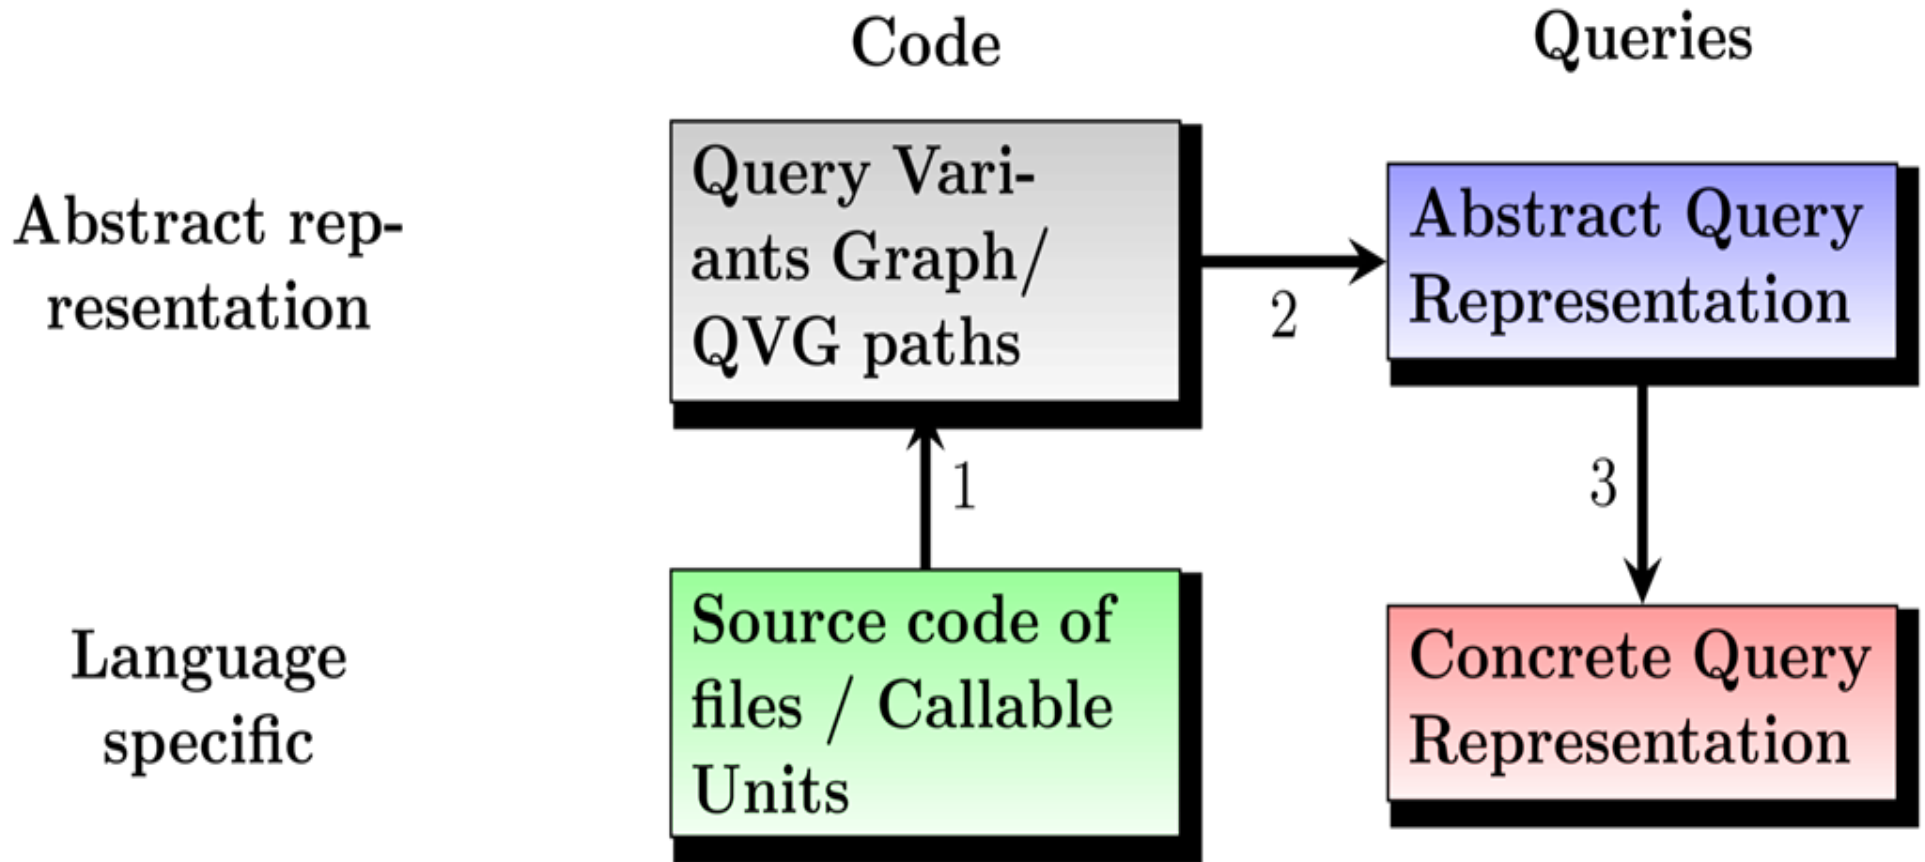 Code
Queries
Abstract rep-
resentation
Query Vari-
ants Graph/
QVG paths
2
Abstract Query
Representation
1
3
Language
specific
Source code of
files / Callable
Units
Concrete Query
Representation